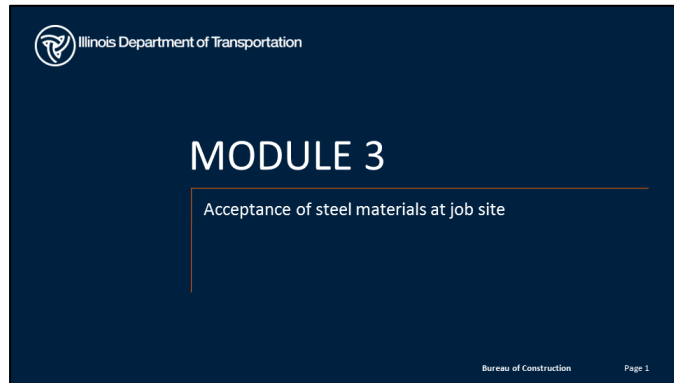 Illinois Department of Transportation
MODULE 3
Acceptance of steel materials at job site
Bureau of Construction Page 1